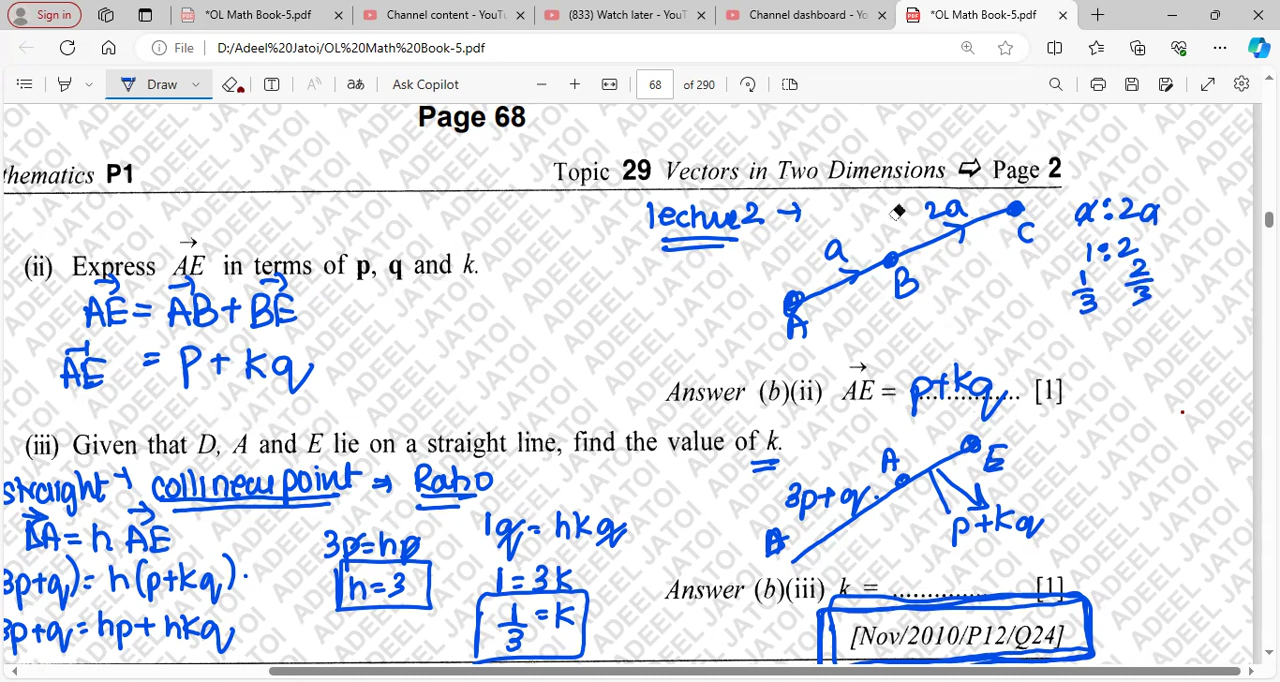 Sign in
*OL Math Book-5.pdf
Channel content - YouTu
(833) Watch later - YouT
Channel dashboard - Yo
*OL Math Book-5.pdf
File
D:/Adeel%20Jatoi/OL%20Math%20Book-5.pdf
Draw
Ask Copilot
68
of 290
Page 68
thematics P1
Topic 29 Vectors in Two Dimensions ⇨ Page 2
lecture 2 →
a
2a
A
B
C
a:2a
1:2
1/3 2/3
(ii) Express AE in terms of p, q and k.
AE = AB + BE
AE = p + kq
Answer (b)(ii) AE = p+kq [1]
(iii) Given that D, A and E lie on a straight line, find the value of k.
straight → collinear point ⇒ Ratio
DA = h AE
3p+q) = h(p+kq).
3p+q = hp + hkq
3p = hp
h=3
1q = hkq
1 = 3k
1/3 = k
A
E
3p+q
p+kq
Answer (b)(iii) k = .................. [1]
[Nov/2010/P12/Q24]
ADEEL JATOI